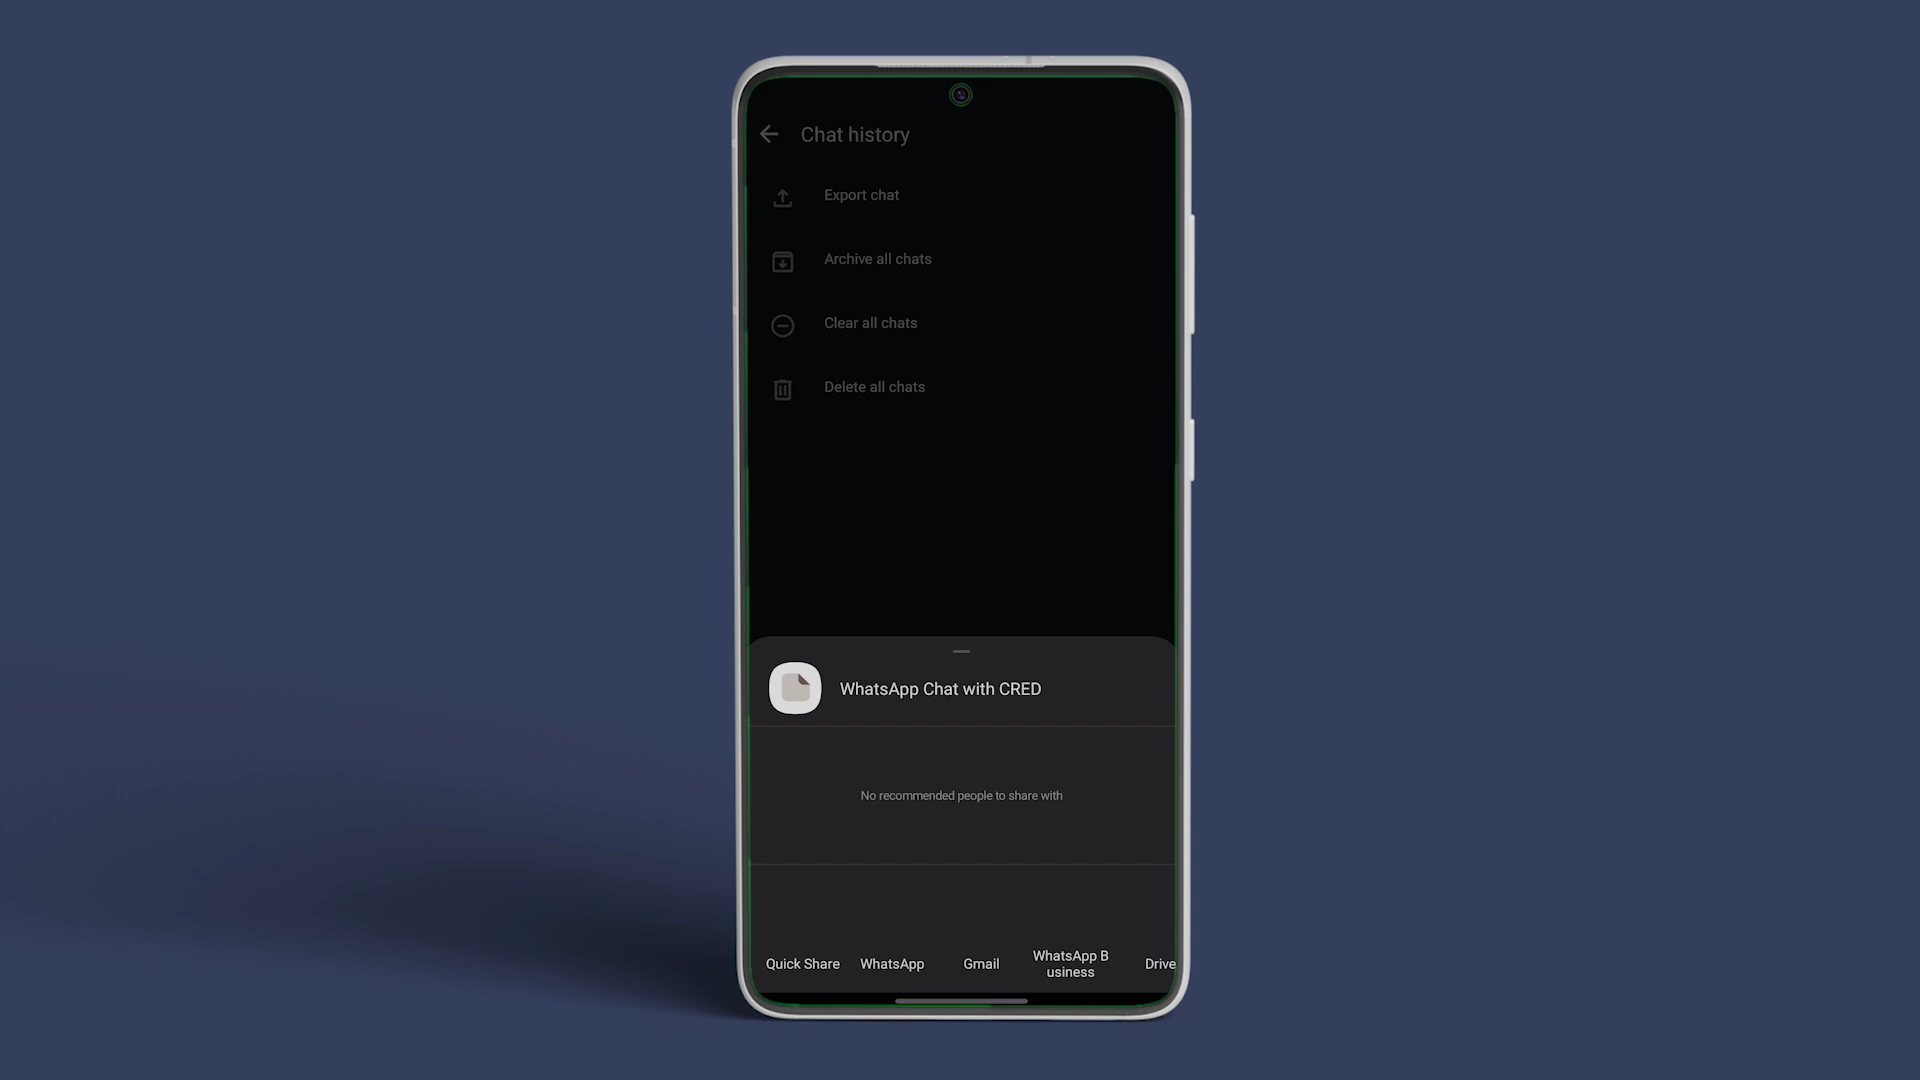 Chat history
Export chat
Archive all chats
Clear all chats
Delete all chats
WhatsApp Chat with CRED
No recommended people to share with
Quick Share WhatsApp Gmail WhatsApp B
usiness Drive